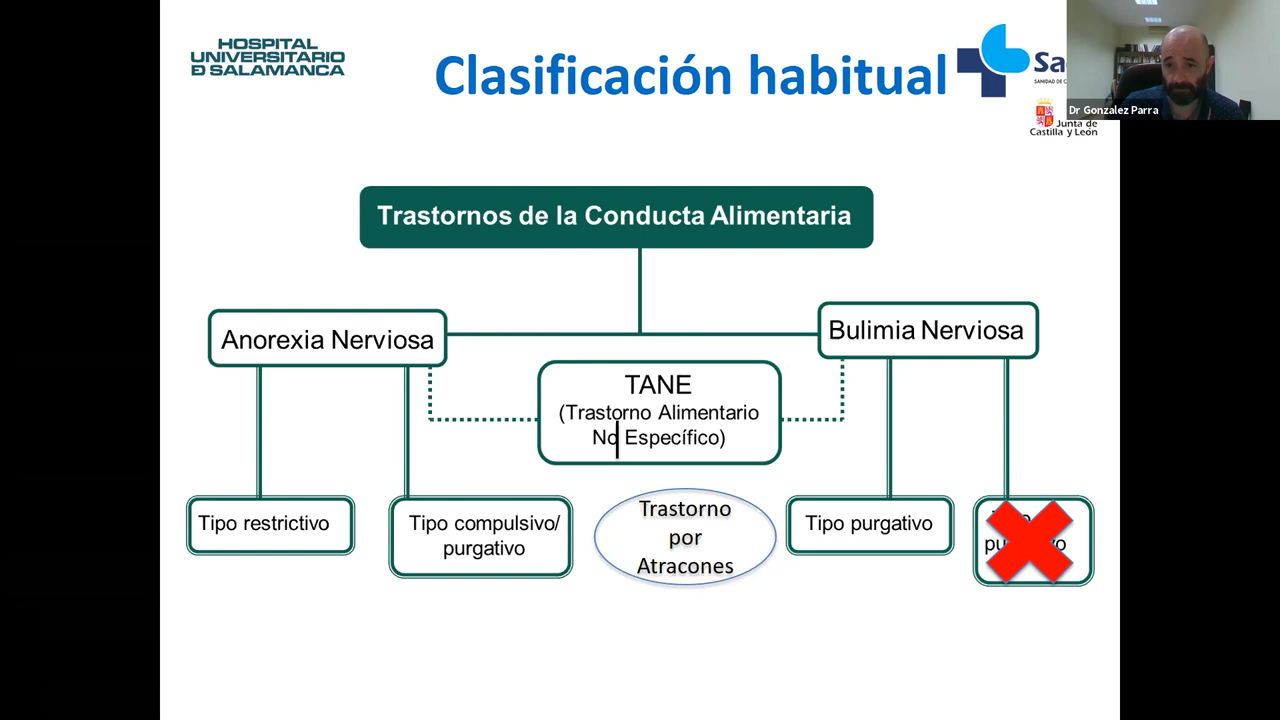 HOSPITAL
UNIVERSITARIO
DE SALAMANCA
Clasificación habitual
Dr Gonzalez Parra
Junta de
Castilla y León
Trastornos de la Conducta Alimentaria
Anorexia Nerviosa
Bulimia Nerviosa
TANE
(Trastorno Alimentario
No Específico)
Tipo restrictivo
Tipo compulsivo/
purgativo
Trastorno
por
Atracones
Tipo purgativo